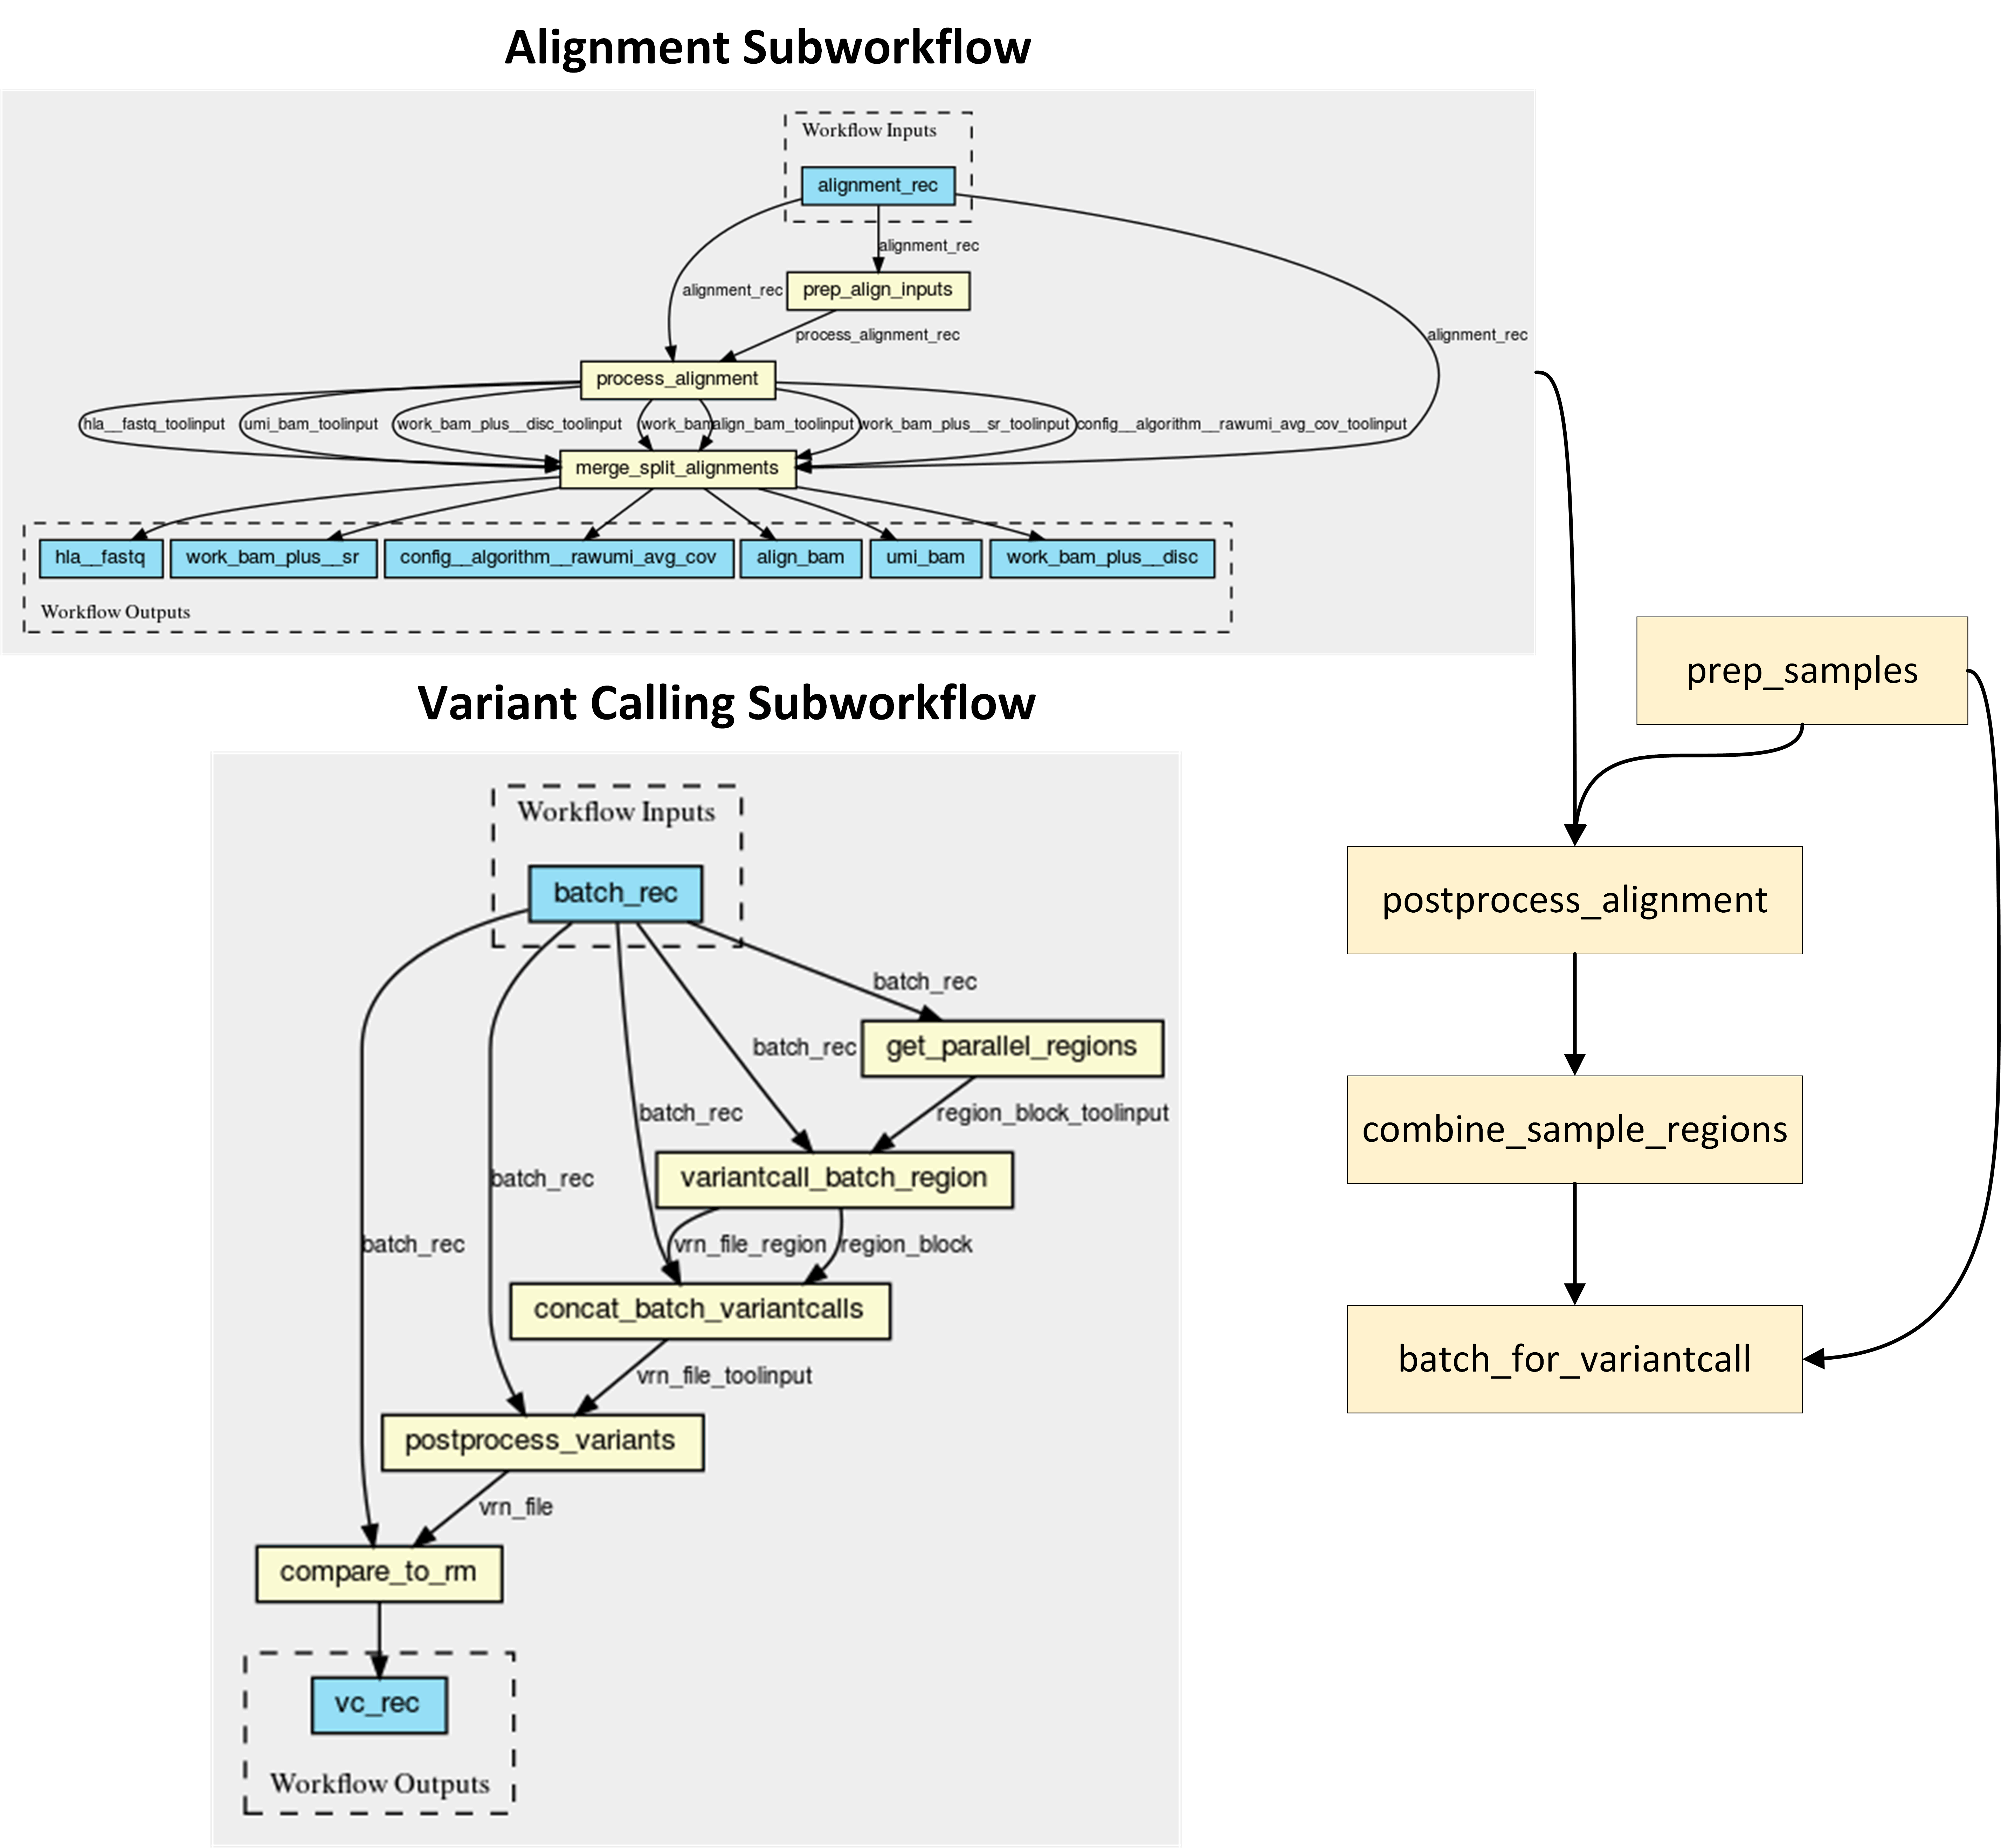 Alignment Subworkflow
Workflow Inputs
alignment_rec
alignment_rec
alignment_rec
prep_align_inputs
process_alignment_rec
alignment_rec
process_alignment
hla__fastq_toolinput
umi_bam_toolinput
work_bam_plus__disc_toolinput
work_bam
align_bam_toolinput
work_bam_plus__sr_toolinput
config__algorithm__rawumi_avg_cov_toolinput
merge_split_alignments
hla__fastq
work_bam_plus__sr
config__algorithm__rawumi_avg_cov
align_bam
umi_bam
work_bam_plus__disc
Workflow Outputs
Variant Calling Subworkflow
Workflow Inputs
batch_rec
batch_rec
batch_rec
get_parallel_regions
batch_rec
region_block_toolinput
batch_rec
variantcall_batch_region
batch_rec
vrn_file_region
region_block
concat_batch_variantcalls
vrn_file_toolinput
postprocess_variants
vrn_file
compare_to_rm
vc_rec
Workflow Outputs
prep_samples
postprocess_alignment
combine_sample_regions
batch_for_variantcall